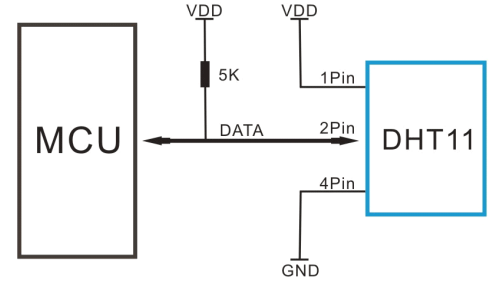 VDD
VDD
5K
1Pin
MCU
DATA
2Pin
DHT11
4Pin
GND